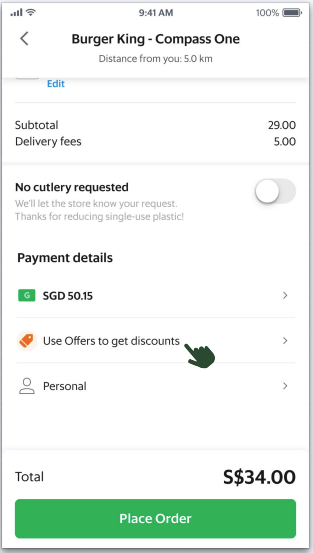 9:41 AM
100%
Burger King - Compass One
Distance from you: 5.0 km
Edit
Subtotal 29.00
Delivery fees 5.00
No cutlery requested
We'll let the store know your request.
Thanks for reducing single-use plastic!
Payment details
G SGD 50.15
Use Offers to get discounts
Personal
Total S$34.00
Place Order